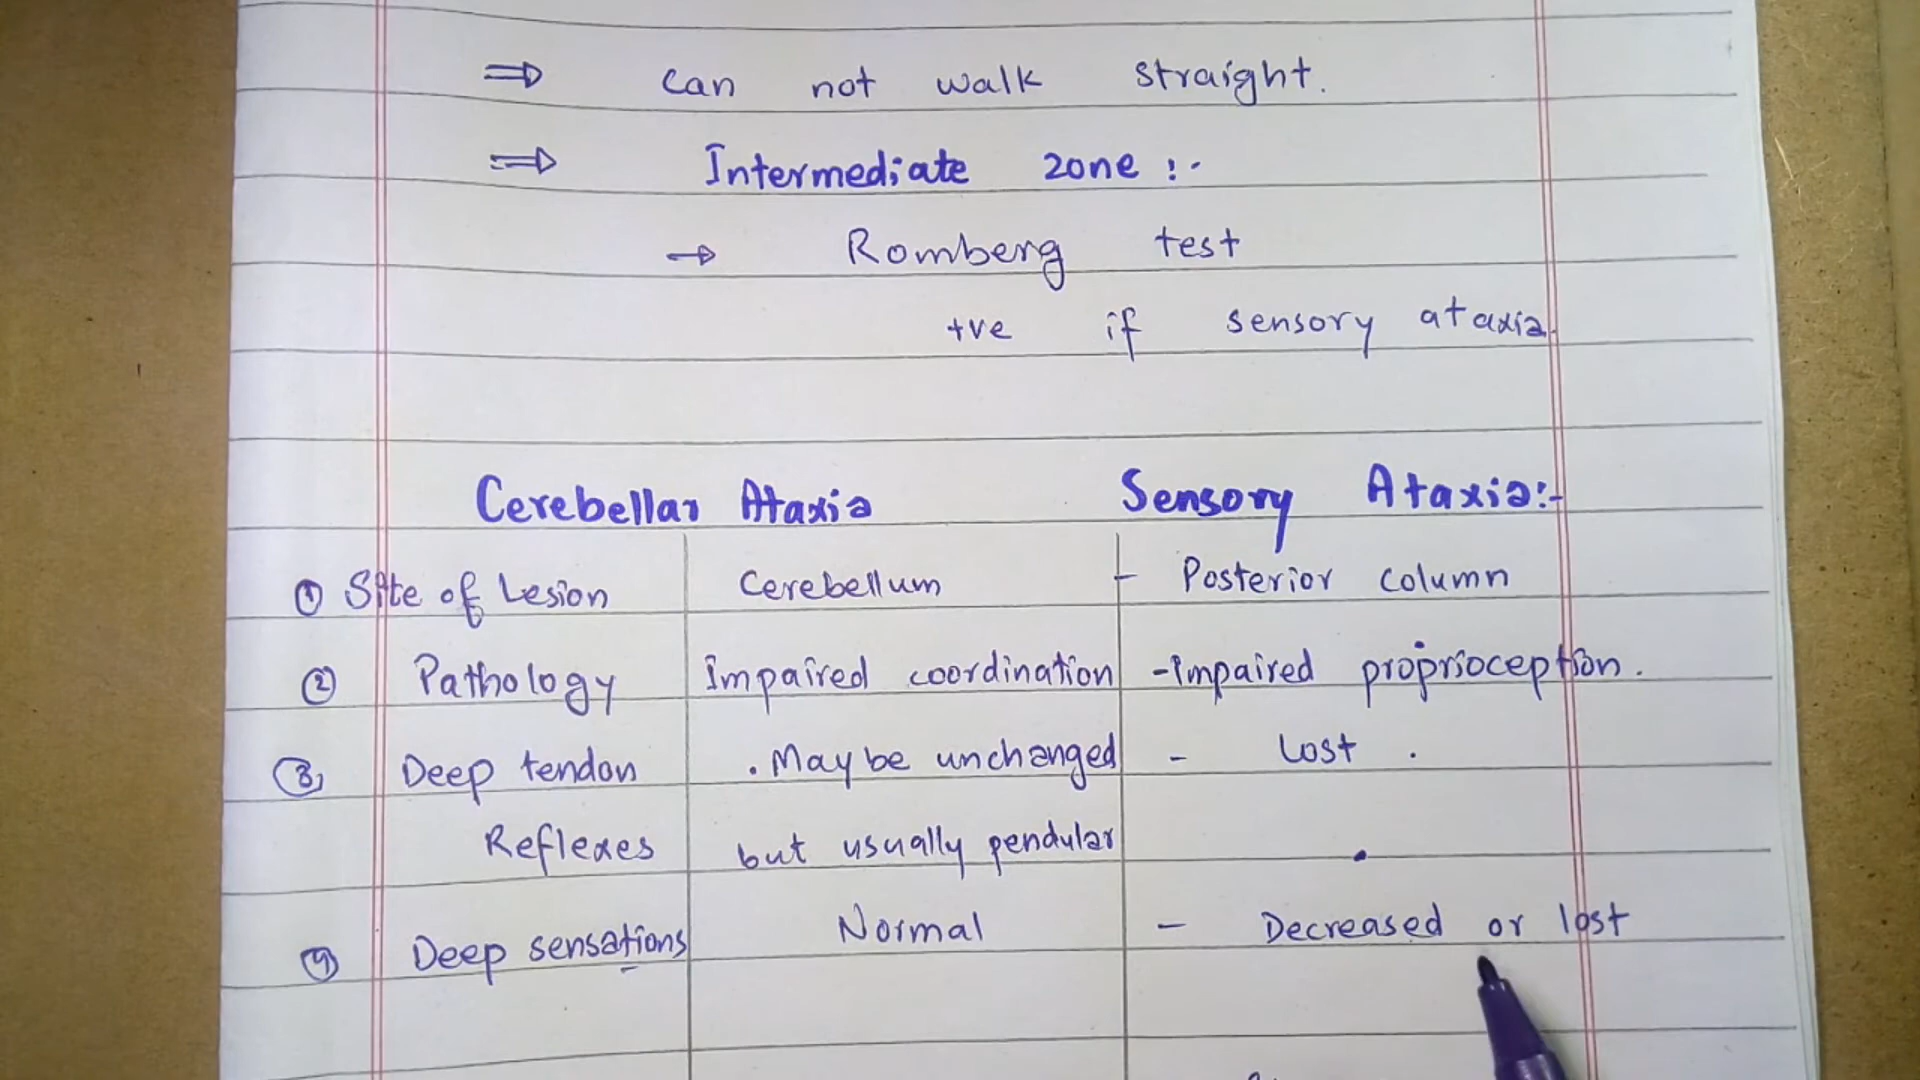 ⇒ can not walk straight.
⇒ Intermediate zone :-
→ Romberg test
+ve if sensory ataxia.
Cerebellar Ataxia Sensory Ataxia:-
① Site of Lesion Cerebellum - Posterior column
② Pathology Impaired coordination - Impaired proprioception.
③ Deep tendon . May be unchanged - Lost .
Reflexes but usually pendular
④ Deep sensations Normal - Decreased or lost